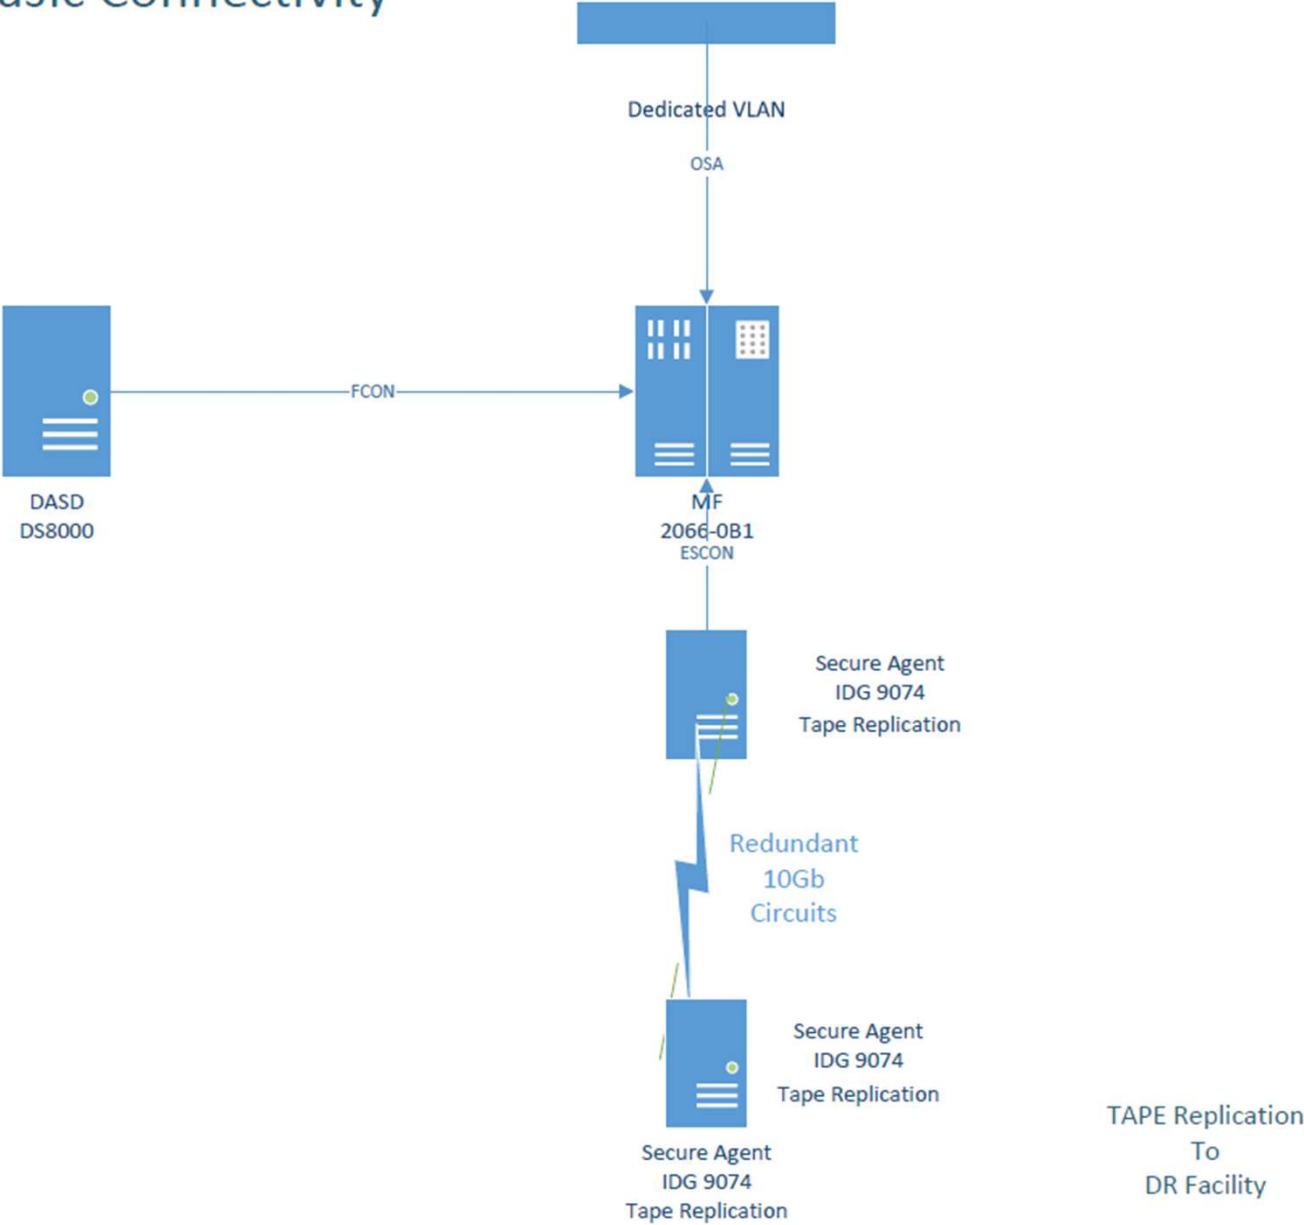 Connectivity
Dedicated VLAN
OSA
FCON
DASD
DS8000
MF
2066-0B1
ESCON
Secure Agent
IDG 9074
Tape Replication
Redundant
10Gb
Circuits
Secure Agent
IDG 9074
Tape Replication
Secure Agent
IDG 9074
Tape Replication
TAPE Replication
To
DR Facility